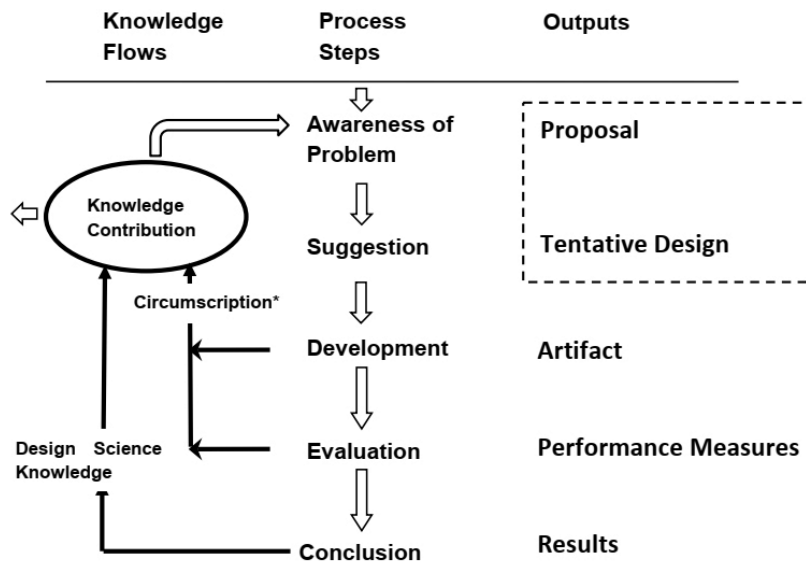 Knowledge Flows
Process Steps
Outputs
Awareness of Problem
Proposal
Knowledge Contribution
Suggestion
Tentative Design
Circumscription*
Development
Artifact
Design Science Knowledge
Evaluation
Performance Measures
Conclusion
Results